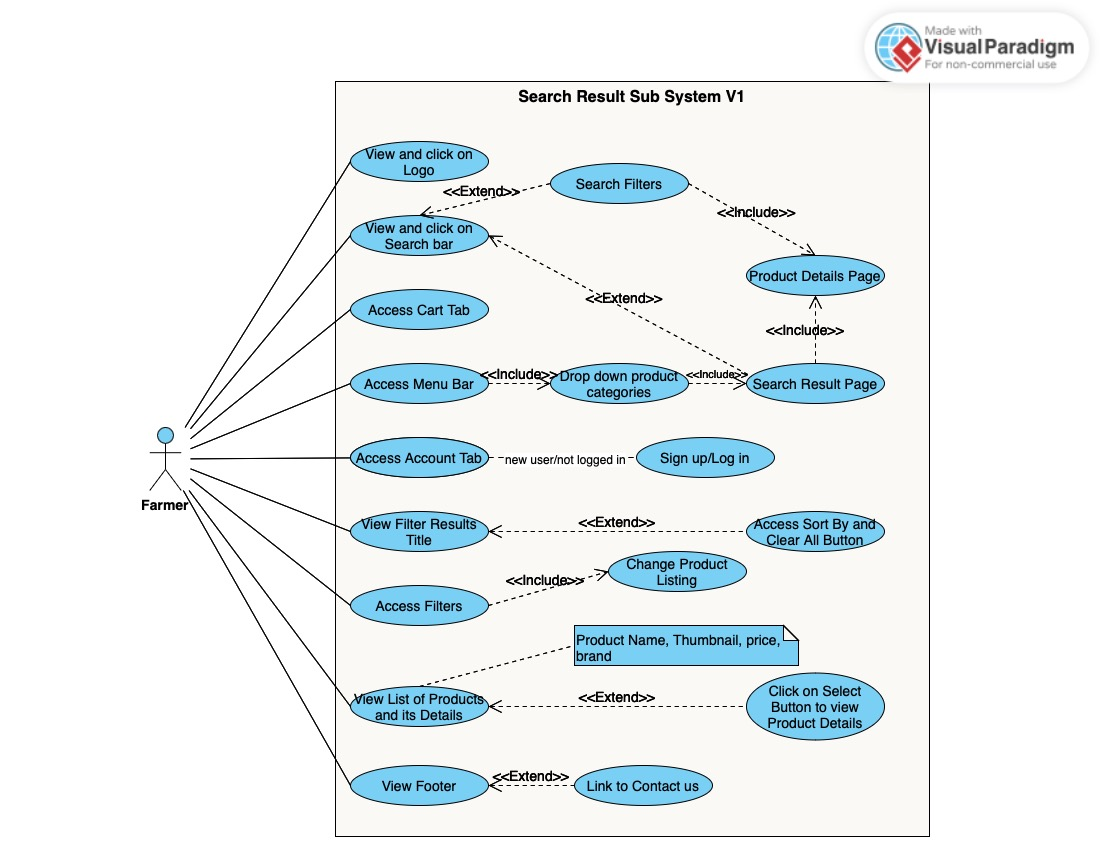 Made with
Visual Paradigm
For non-commercial use
Search Result Sub System V1
View and click on
Logo
<<Extend>>
Search Filters
<<Include>>
View and click on
Search bar
Product Details Page
<<Extend>>
Access Cart Tab
<<Include>>
Access Menu Bar
<<Include>>
Drop down product
categories
<<Include>>
Search Result Page
Farmer
Access Account Tab
new user/not logged in
Sign up/Log in
View Filter Results
Title
<<Extend>>
Access Sort By and
Clear All Button
Access Filters
<<Include>>
Change Product
Listing
Product Name, Thumbnail, price,
brand
View List of Products
and its Details
<<Extend>>
Click on Select
Button to view
Product Details
View Footer
<<Extend>>
Link to Contact us